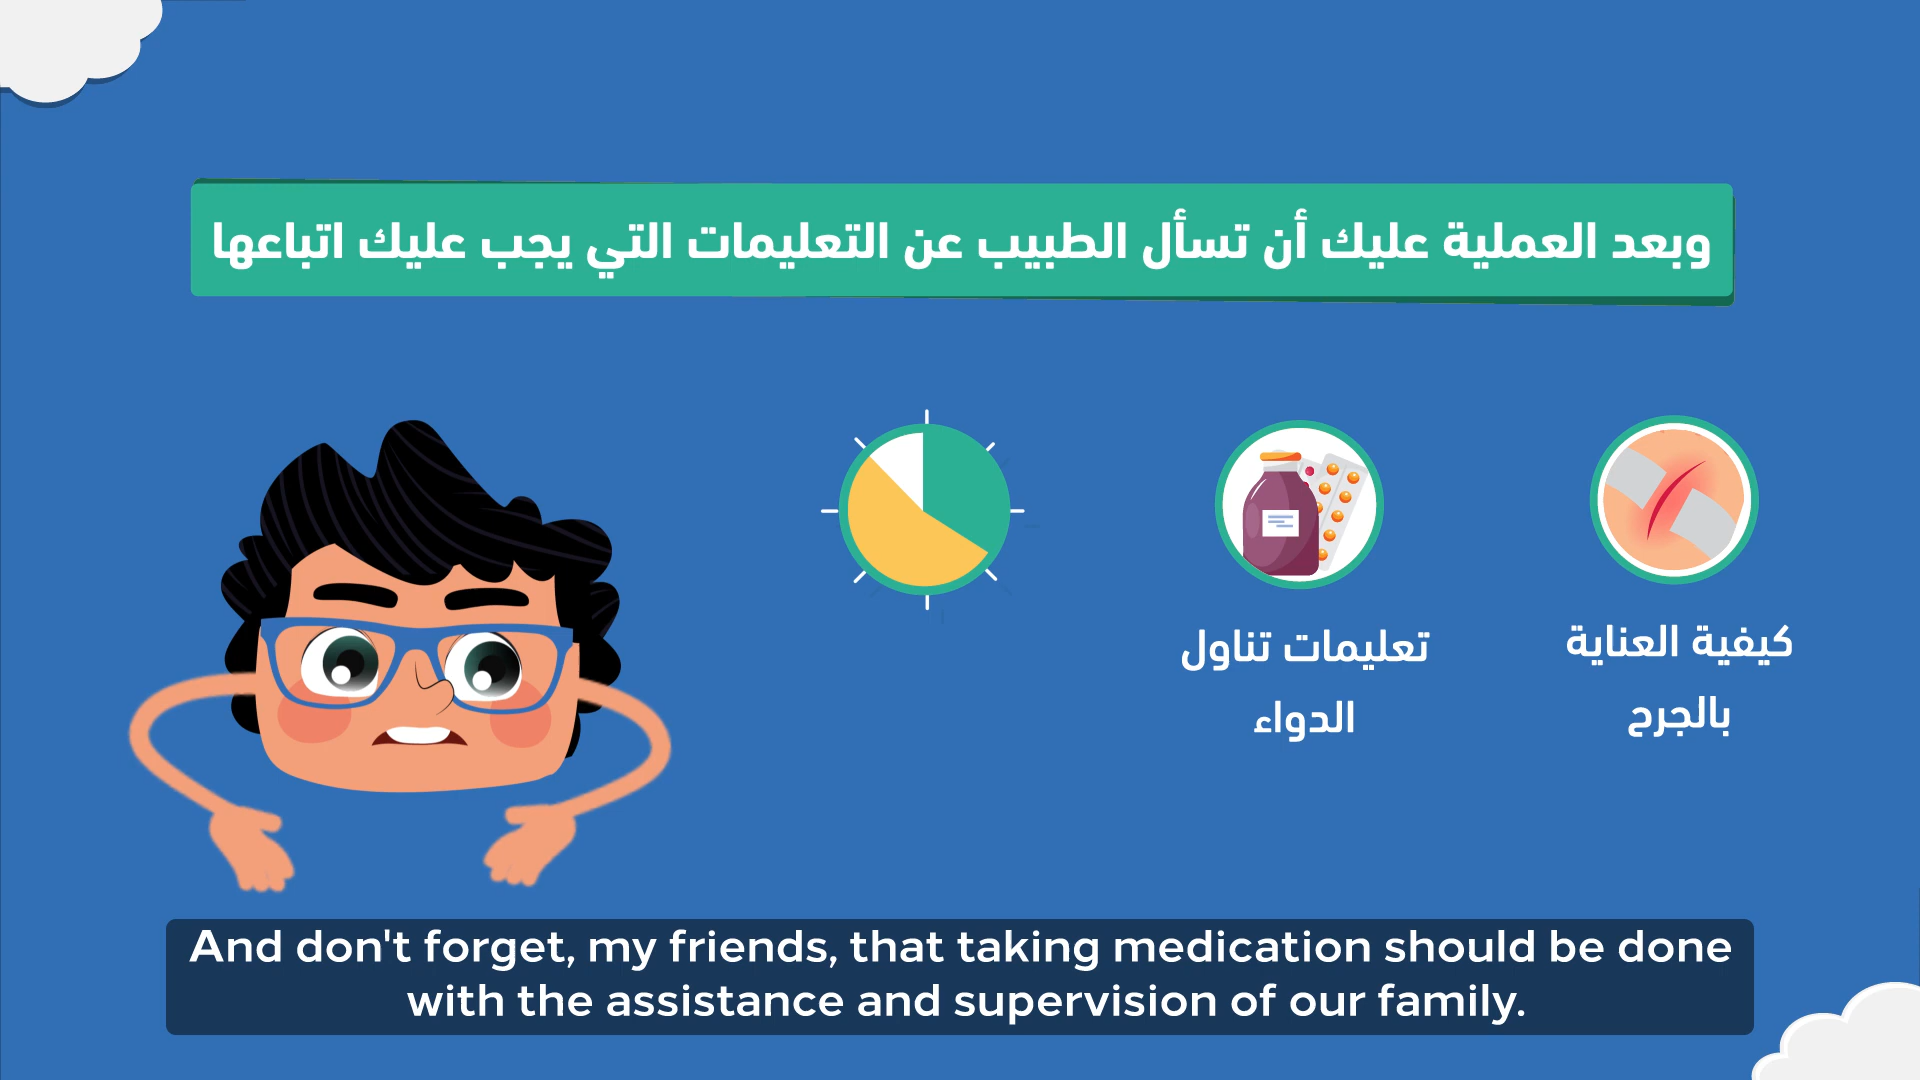 وبعد العملية عليك أن تسأل الطبيب عن التعليمات التي يجب عليك اتباعها
كيفية العناية
بالجرح
تعليمات تناول
الدواء
And don't forget, my friends, that taking medication should be done
with the assistance and supervision of our family.